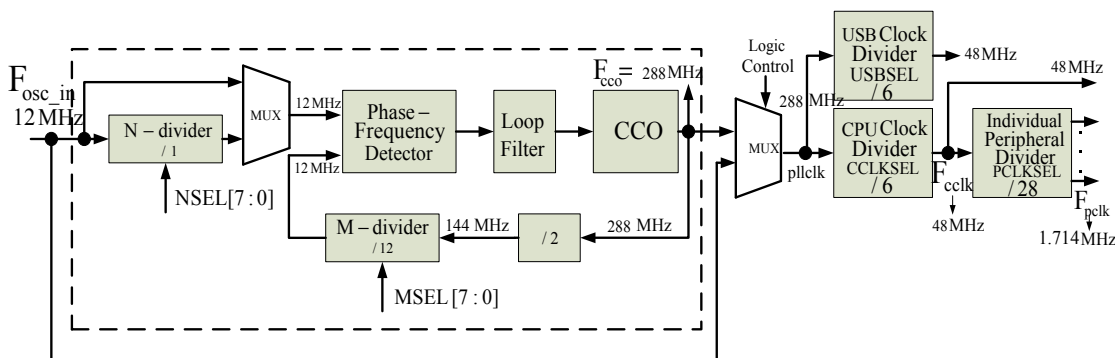 F osc_in
12 MHz
N – divider
/ 1
NSEL [7 : 0]
MUX
12 MHz
12 MHz
Phase –
Frequency
Detector
Loop
Filter
F cco = 288 MHz
CCO
M – divider
/ 12
144 MHz
/ 2
288 MHz
MSEL [7 : 0]
Logic
Control
MUX
288 MHz
pllclk
USB Clock
Divider
USBSEL
/ 6
48 MHz
CPU Clock
Divider
CCLKSEL
/ 6
F cclk
48 MHz
48 MHz
Individual
Peripheral
Divider
PCLKSEL
/ 28
F pclk
1.714 MHz